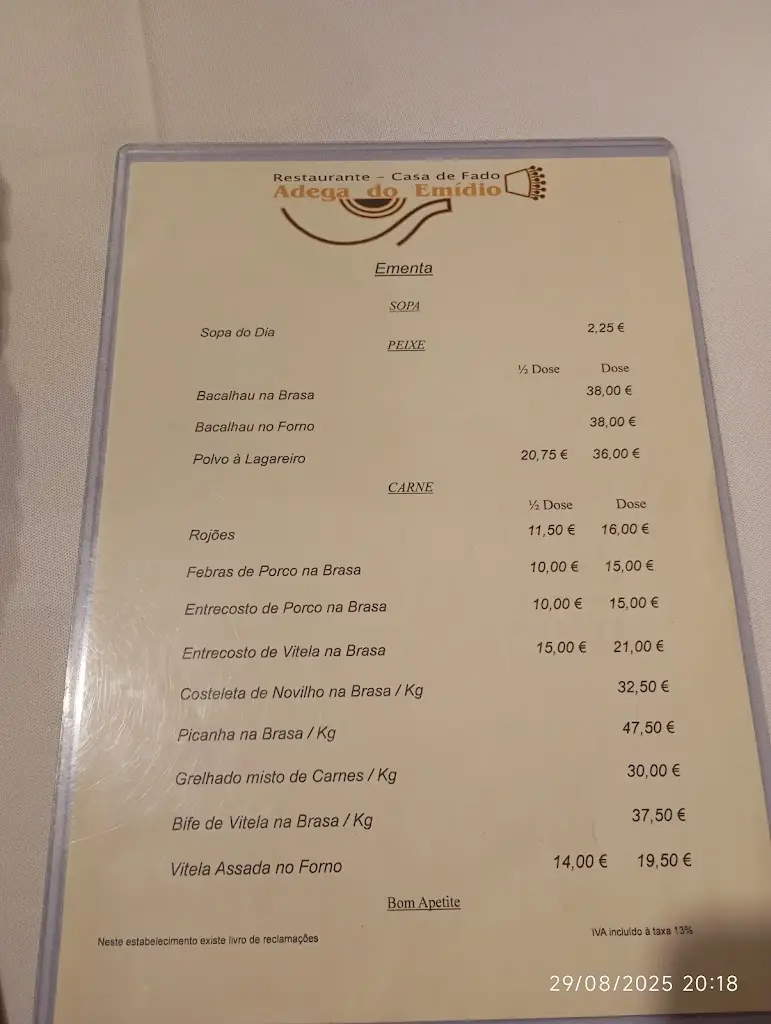 Restaurante - Casa de Fado
Adega do Emídio
Ementa
SOPA
Sopa do Dia 2,25 €
PEIXE
½ Dose Dose
Bacalhau na Brasa 38,00 €
Bacalhau no Forno 38,00 €
Polvo à Lagareiro 20,75 € 36,00 €
CARNE
½ Dose Dose
Rojões 11,50 € 16,00 €
Febras de Porco na Brasa 10,00 € 15,00 €
Entrecosto de Porco na Brasa 10,00 € 15,00 €
Entrecosto de Vitela na Brasa 15,00 € 21,00 €
Costeleta de Novilho na Brasa / Kg 32,50 €
Picanha na Brasa / Kg 47,50 €
Grelhado misto de Carnes / Kg 30,00 €
Bife de Vitela na Brasa / Kg 37,50 €
Vitela Assada no Forno 14,00 € 19,50 €
Bom Apetite
Neste estabelecimento existe livro de reclamações IVA incluído à taxa 13%
29/08/2025 20:18